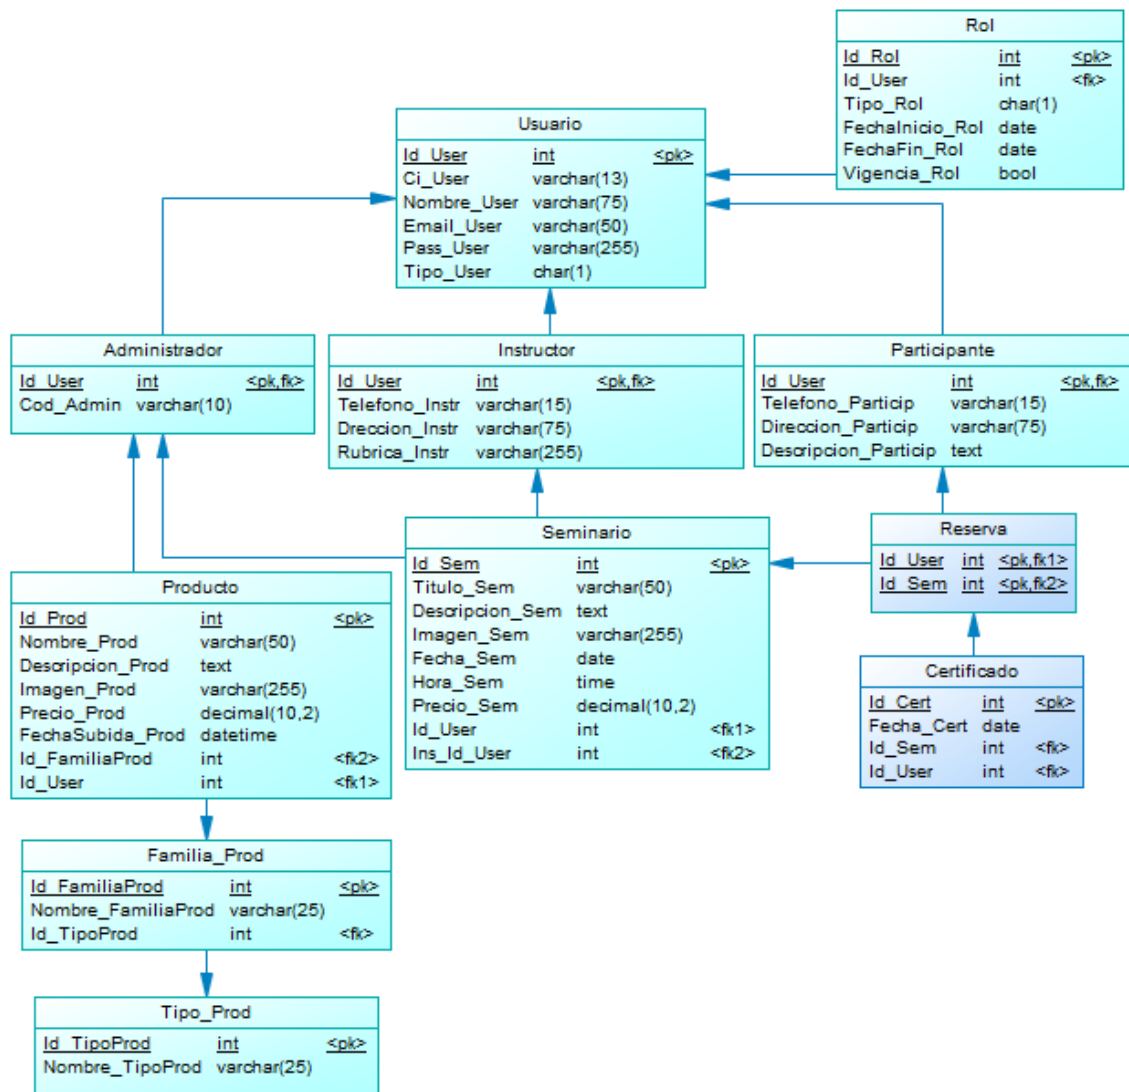 Rol
Id_Rol int <pk>
Id_User int <fk>
Tipo_Rol char(1)
FechaInicio_Rol date
FechaFin_Rol date
Vigencia_Rol bool
Usuario
Id_User int <pk>
Ci_User varchar(13)
Nombre_User varchar(75)
Email_User varchar(50)
Pass_User varchar(255)
Tipo_User char(1)
Administrador
Id_User int <pk,fk>
Cod_Admin varchar(10)
Instructor
Id_User int <pk,fk>
Telefono_Instr varchar(15)
Dreccion_Instr varchar(75)
Rubrica_Instr varchar(255)
Participante
Id_User int <pk,fk>
Telefono_Particip varchar(15)
Direccion_Particip varchar(75)
Descripcion_Particip text
Producto
Id_Prod int <pk>
Nombre_Prod varchar(50)
Descripcion_Prod text
Imagen_Prod varchar(255)
Precio_Prod decimal(10,2)
FechaSubida_Prod datetime
Id_FamiliaProd int <fk2>
Id_User int <fk1>
Seminario
Id_Sem int <pk>
Titulo_Sem varchar(50)
Descripcion_Sem text
Imagen_Sem varchar(255)
Fecha_Sem date
Hora_Sem time
Precio_Sem decimal(10,2)
Id_User int <fk1>
Ins_Id_User int <fk2>
Reserva
Id_User int <pk,fk1>
Id_Sem int <pk,fk2>
Certificado
Id_Cert int <pk>
Fecha_Cert date
Id_Sem int <fk>
Id_User int <fk>
Familia_Prod
Id_FamiliaProd int <pk>
Nombre_FamiliaProd varchar(25)
Id_TipoProd int <fk>
Tipo_Prod
Id_TipoProd int <pk>
Nombre_TipoProd varchar(25)